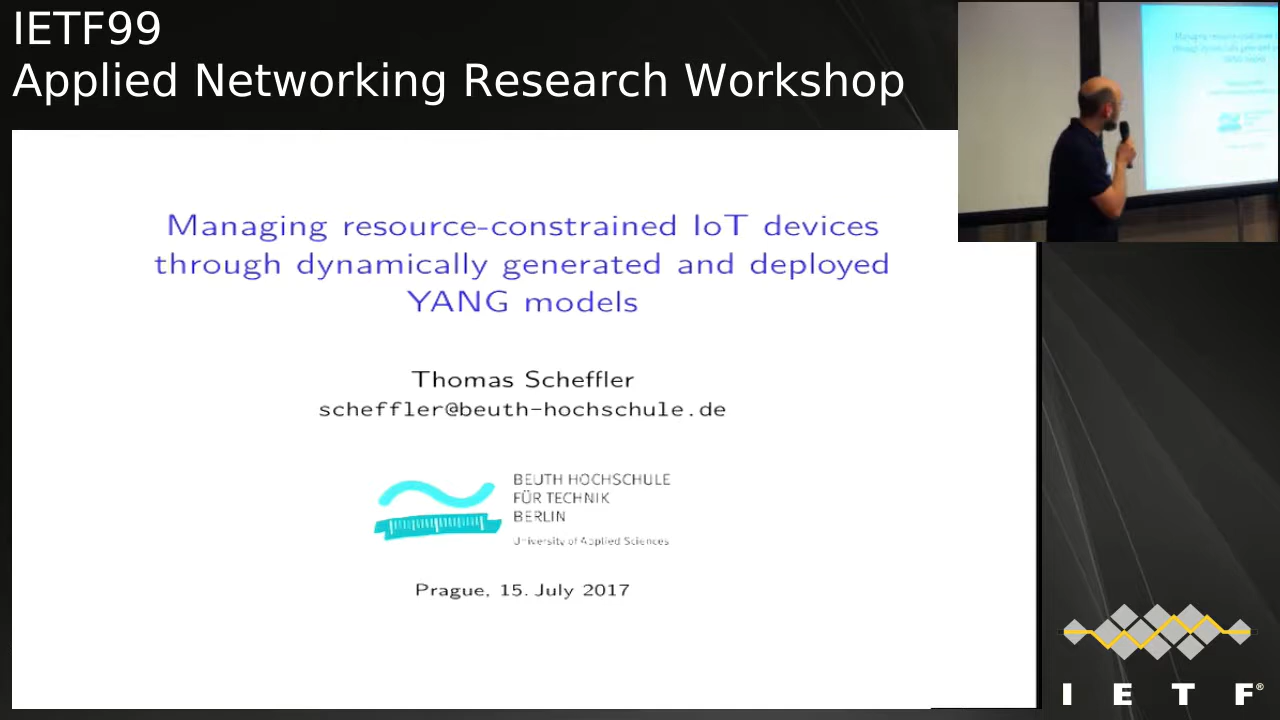 IETF99
Applied Networking Research Workshop
Managing resource-constrained IoT devices
through dynamically generated and deployed
YANG models
Thomas Scheffler
scheffler@beuth-hochschule.de
BEUTH HOCHSCHULE
FÜR TECHNIK
BERLIN
University of Applied Sciences
Prague, 15. July 2017
I E T F®